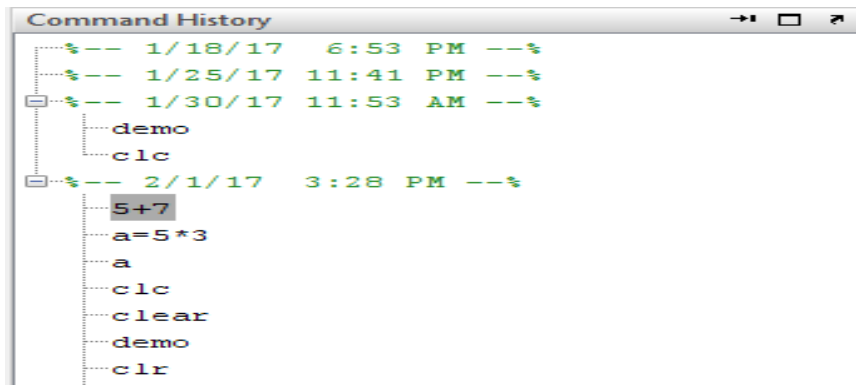 Command History
%-- 1/18/17  6:53 PM --%
%-- 1/25/17 11:41 PM --%
%-- 1/30/17 11:53 AM --%
demo
clc
%-- 2/1/17  3:28 PM --%
5+7
a=5*3
a
clc
clear
demo
clr